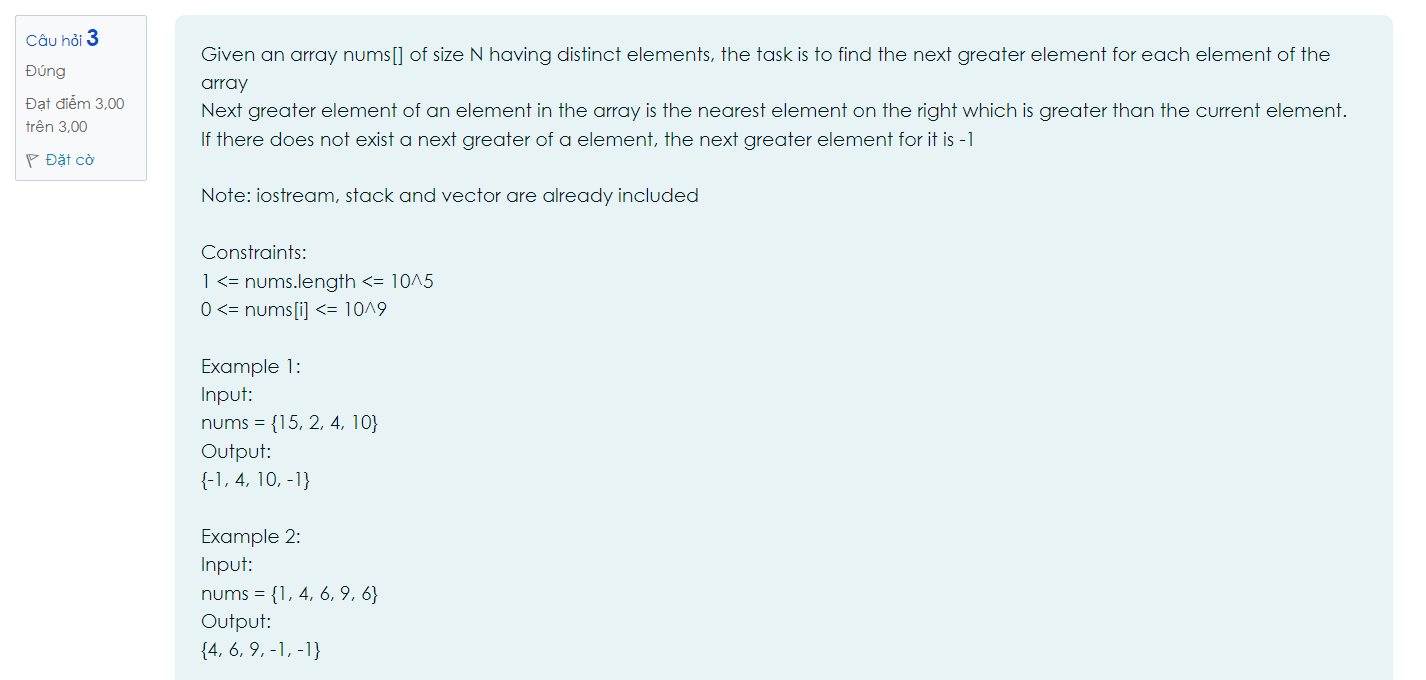 Câu hỏi 3
Đúng
Đạt điểm 3,00
trên 3,00
Đặt cờ
Given an array nums[] of size N having distinct elements, the task is to find the next greater element for each element of the
array
Next greater element of an element in the array is the nearest element on the right which is greater than the current element.
If there does not exist a next greater of a element, the next greater element for it is -1
Note: iostream, stack and vector are already included
Constraints:
1 <= nums.length <= 10^5
0 <= nums[i] <= 10^9
Example 1:
Input:
nums = {15, 2, 4, 10}
Output:
{-1, 4, 10, -1}
Example 2:
Input:
nums = {1, 4, 6, 9, 6}
Output:
{4, 6, 9, -1, -1}